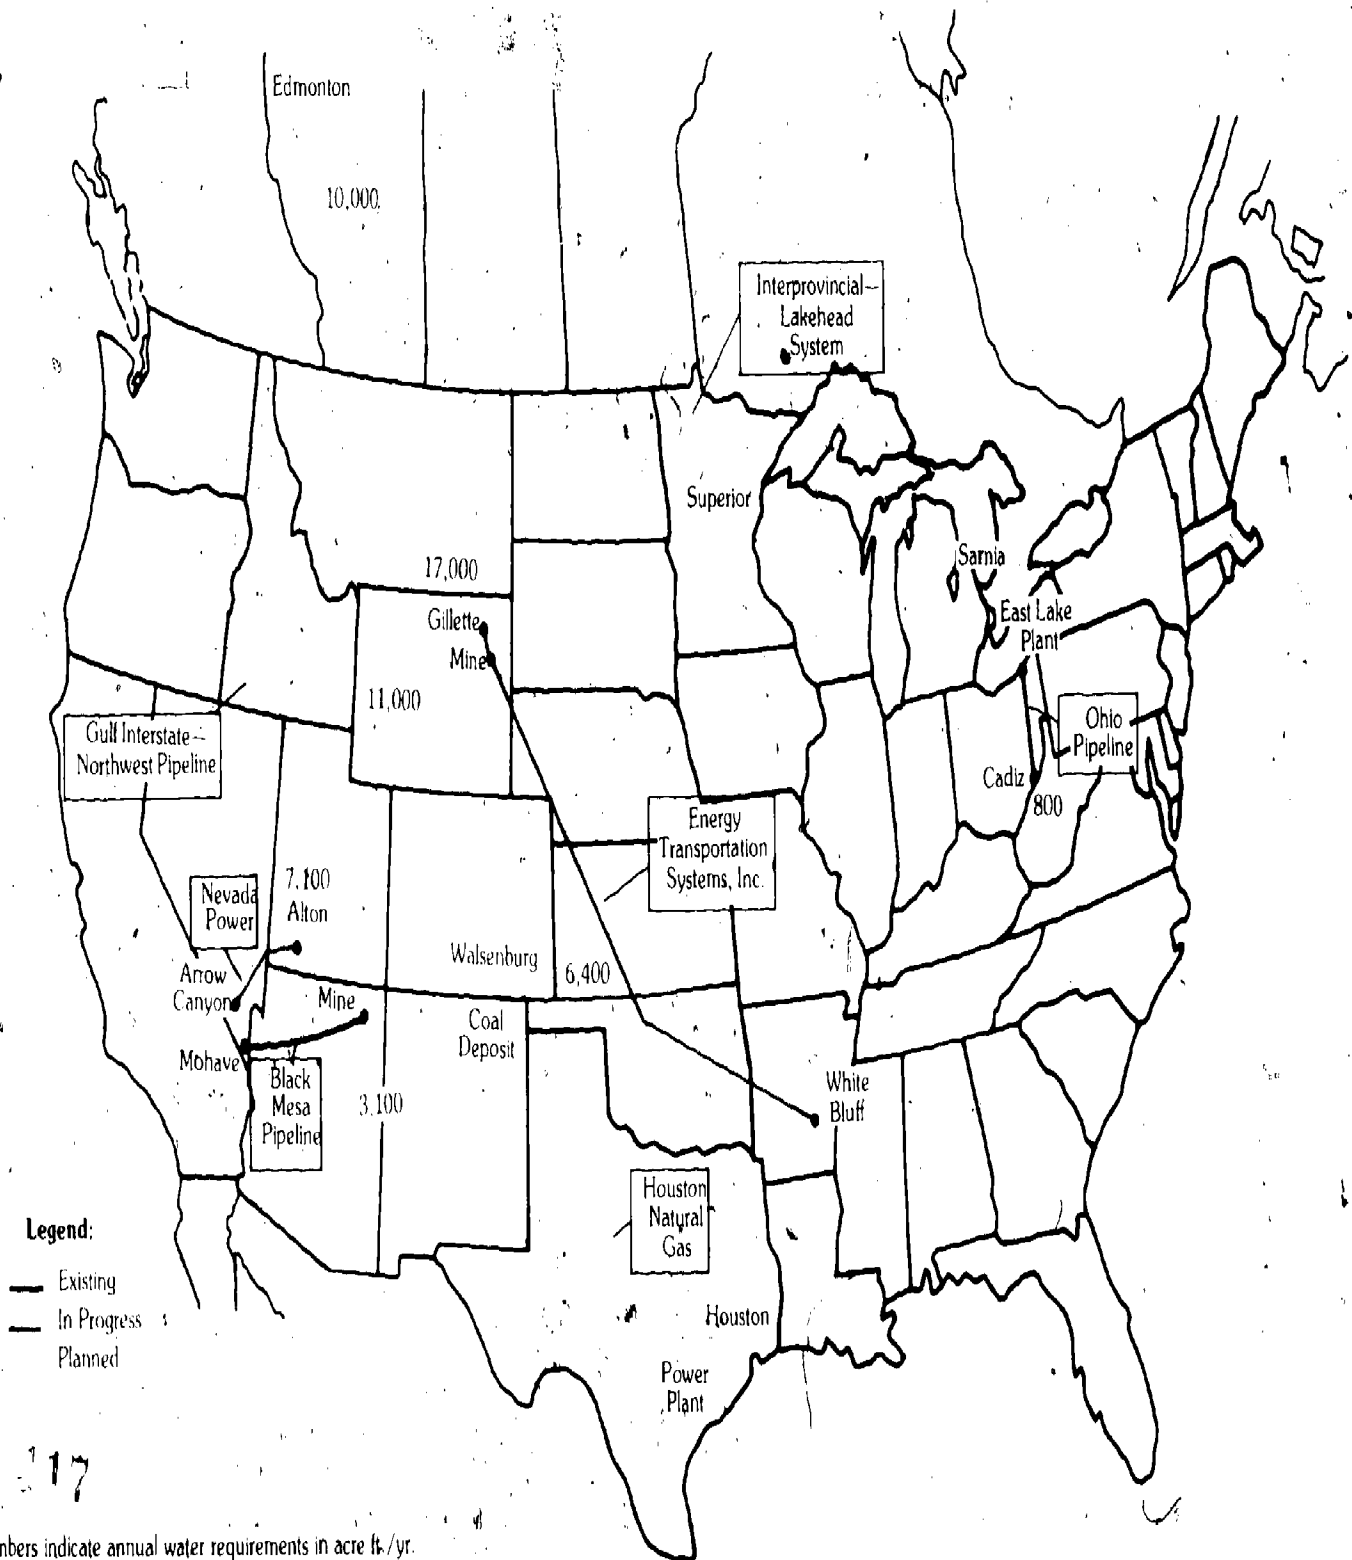 Edmonton
10,000
Interprovincial–
Lakehead
System
Superior
Sarnia
17,000
Gillette
Mine
East Lake
Plant
11,000
Gulf Interstate–
Northwest Pipeline
Ohio
Pipeline
Cadiz
800
Energy
Transportation
Systems, Inc.
7,100
Alton
Nevada
Power
Walsenburg
6,400
Arrow
Canyon
Mine
Coal
Deposit
Mohave
Black
Mesa
Pipeline
3,100
White
Bluff
Houston
Natural
Gas
Legend:
Existing
In Progress
Planned
Houston
Power
Plant
17
nbers indicate annual water requirements in acre ft./yr.